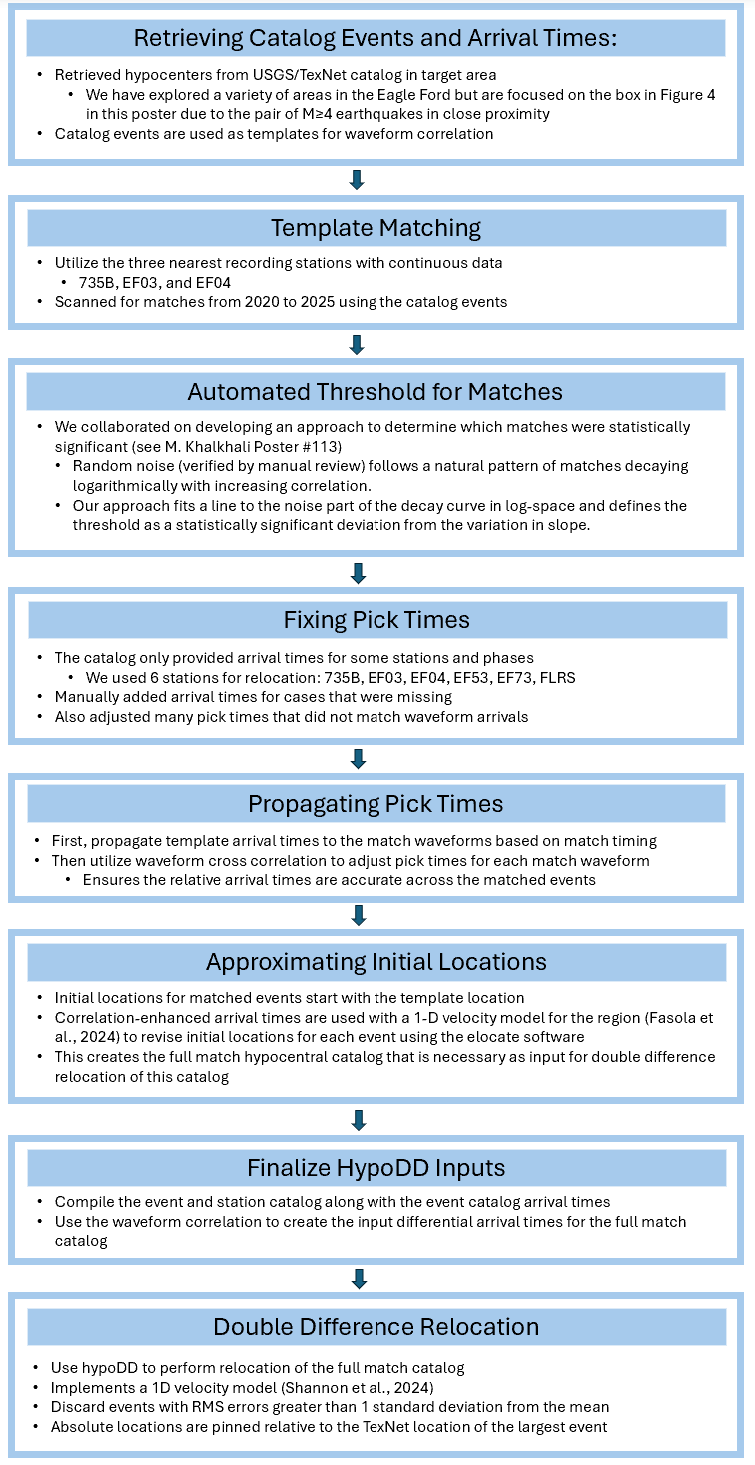 Retrieving Catalog Events and Arrival Times:
• Retrieved hypocenters from USGS/TexNet catalog in target area
• We have explored a variety of areas in the Eagle Ford but are focused on the box in Figure 4
in this poster due to the pair of M≥4 earthquakes in close proximity
• Catalog events are used as templates for waveform correlation
Template Matching
• Utilize the three nearest recording stations with continuous data
• 735B, EF03, and EF04
• Scanned for matches from 2020 to 2025 using the catalog events
Automated Threshold for Matches
• We collaborated on developing an approach to determine which matches were statistically
significant (see M. Khalkhali Poster #113)
• Random noise (verified by manual review) follows a natural pattern of matches decaying
logarithmically with increasing correlation.
• Our approach fits a line to the noise part of the decay curve in log-space and defines the
threshold as a statistically significant deviation from the variation in slope.
Fixing Pick Times
• The catalog only provided arrival times for some stations and phases
• We used 6 stations for relocation: 735B, EF03, EF04, EF53, EF73, FLRS
• Manually added arrival times for cases that were missing
• Also adjusted many pick times that did not match waveform arrivals
Propagating Pick Times
• First, propagate template arrival times to the match waveforms based on match timing
• Then utilize waveform cross correlation to adjust pick times for each match waveform
• Ensures the relative arrival times are accurate across the matched events
Approximating Initial Locations
• Initial locations for matched events start with the template location
• Correlation-enhanced arrival times are used with a 1-D velocity model for the region (Fasola et
al., 2024) to revise initial locations for each event using the elocate software
• This creates the full match hypocentral catalog that is necessary as input for double difference
relocation of this catalog
Finalize HypoDD Inputs
• Compile the event and station catalog along with the event catalog arrival times
• Use the waveform correlation to create the input differential arrival times for the full match
catalog
Double Difference Relocation
• Use hypoDD to perform relocation of the full match catalog
• Implements a 1D velocity model (Shannon et al., 2024)
• Discard events with RMS errors greater than 1 standard deviation from the mean
• Absolute locations are pinned relative to the TexNet location of the largest event